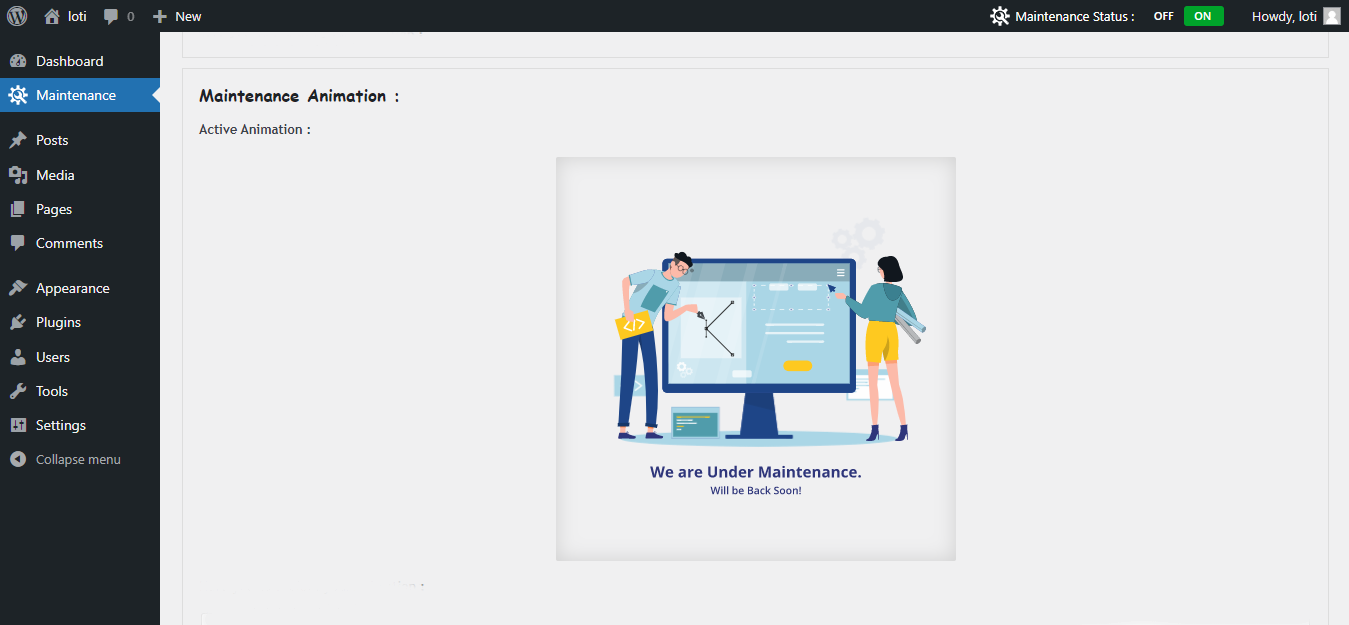 loti
0
New
Maintenance Status :
OFF
ON
Howdy, loti
Dashboard
Maintenance
Posts
Media
Pages
Comments
Appearance
Plugins
Users
Tools
Settings
Collapse menu
Maintenance Animation :
Active Animation :
</>
We are Under Maintenance.
Will be Back Soon!